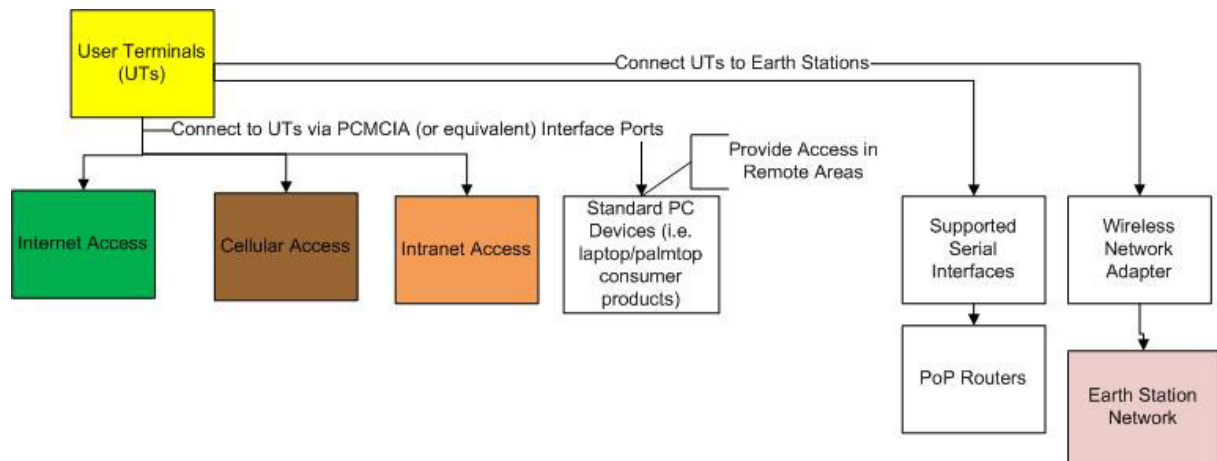 User Terminals
(UTs)
Connect UTs to Earth Stations
Connect to UTs via PCMCIA (or equivalent) Interface Ports
Provide Access in
Remote Areas
Internet Access
Cellular Access
Intranet Access
Standard PC
Devices (i.e.
laptop/palmtop
consumer
products)
Supported
Serial
Interfaces
Wireless
Network
Adapter
PoP Routers
Earth Station
Network